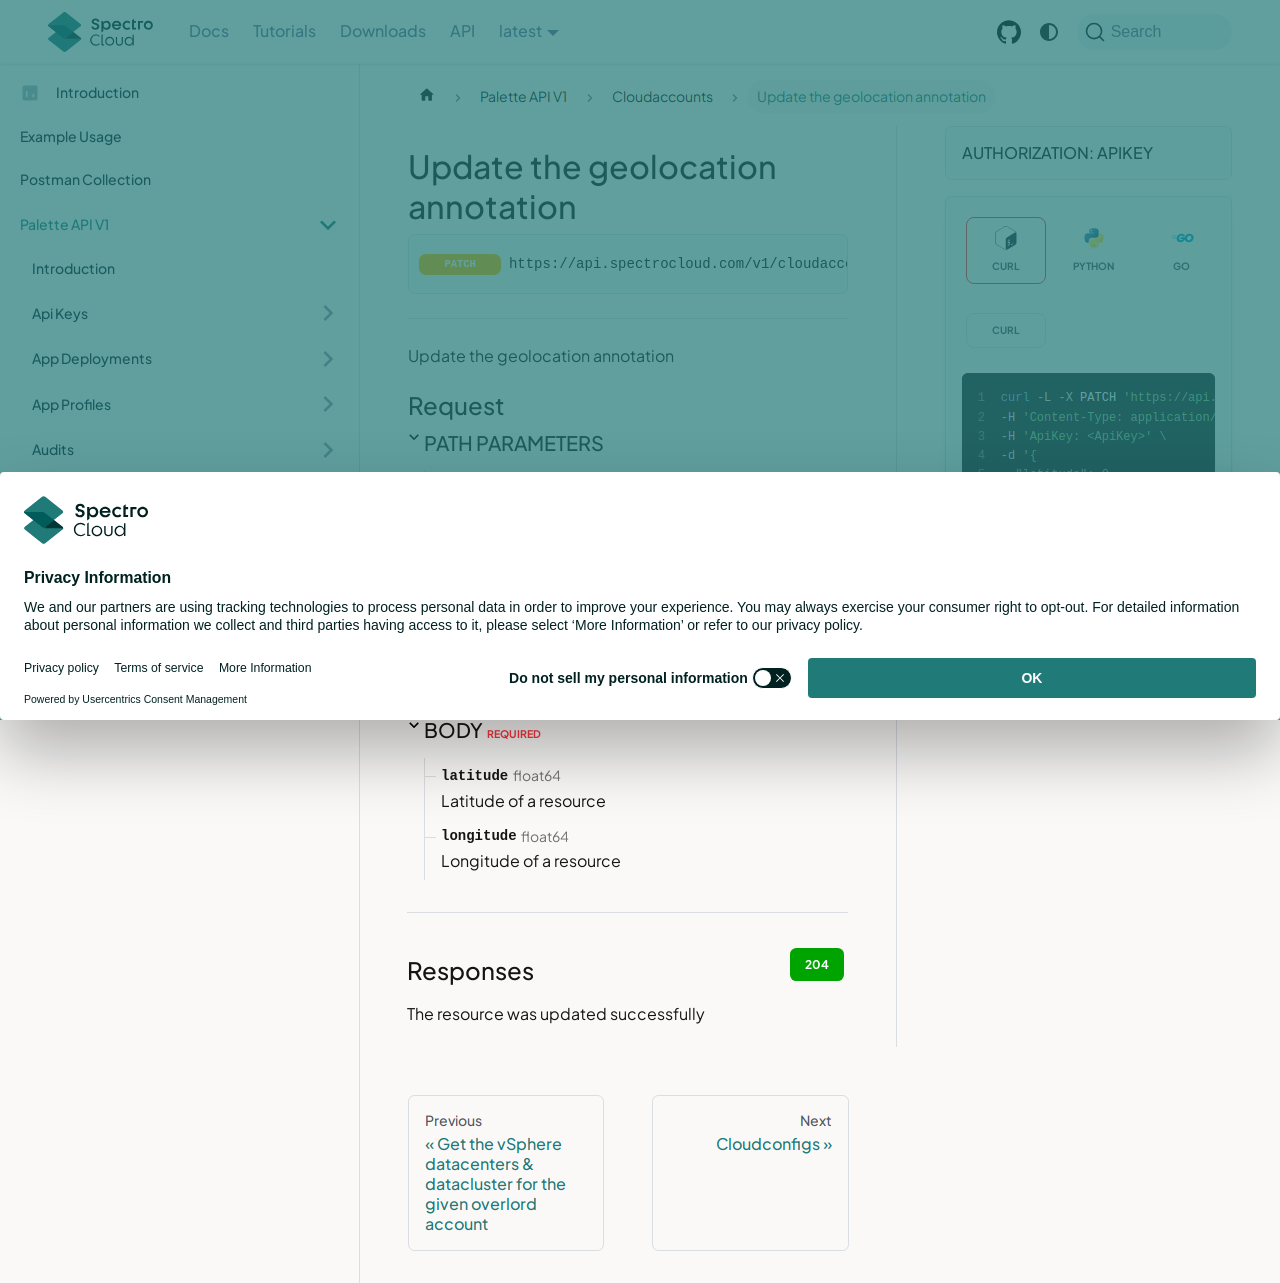 Spectro Cloud
Docs
Tutorials
Downloads
API
latest
Search
Introduction
Example Usage
Postman Collection
Palette API V1
Introduction
Api Keys
App Deployments
App Profiles
Audits
Palette API V1
Cloudaccounts
Update the geolocation annotation
Update the geolocation
annotation
PATCH
https://api.spectrocloud.com/v1/cloudacco
Update the geolocation annotation
Request
PATH PARAMETERS
AUTHORIZATION: APIKEY
CURL
PYTHON
GO
CURL
1 curl -L -X PATCH 'https://api.
2 -H 'Content-Type: application/
3 -H 'ApiKey: <ApiKey>' \
4 -d '{
Spectro
Cloud
Privacy Information
We and our partners are using tracking technologies to process personal data in order to improve your experience. You may always exercise your consumer right to opt-out. For detailed information
about personal information we collect and third parties having access to it, please select ‘More Information’ or refer to our privacy policy.
Privacy policy
Terms of service
More Information
Do not sell my personal information
OK
Powered by Usercentrics Consent Management
BODY REQUIRED
latitude float64
Latitude of a resource
longitude float64
Longitude of a resource
Responses
204
The resource was updated successfully
Previous
« Get the vSphere
datacenters &
datacluster for the
given overlord
account
Next
Cloudconfigs »